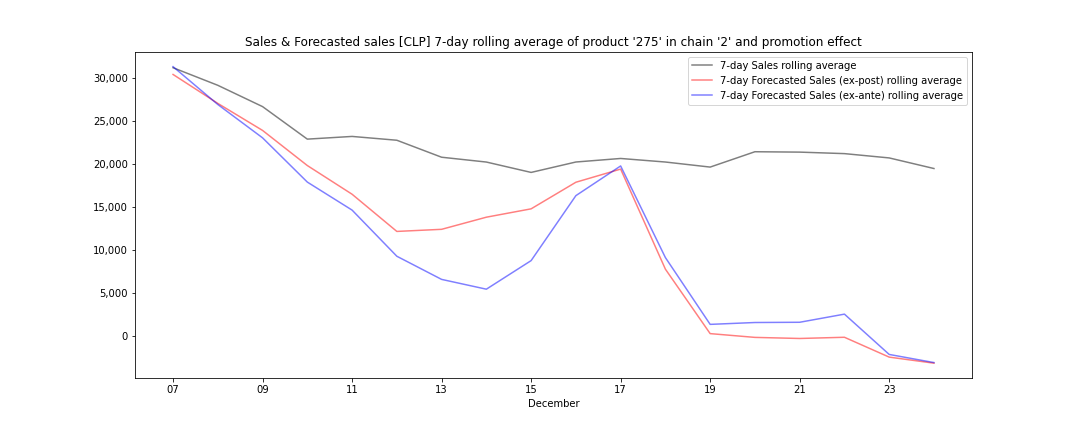 Sales & Forecasted sales [CLP] 7-day rolling average of product '275' in chain '2' and promotion effect
7-day Sales rolling average
7-day Forecasted Sales (ex-post) rolling average
7-day Forecasted Sales (ex-ante) rolling average
30,000
25,000
20,000
15,000
10,000
5,000
0
07 09 11 13 15 17 19 21 23
December